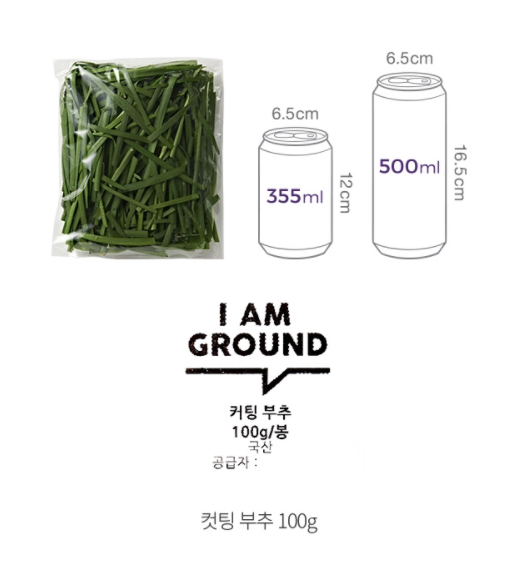 6.5cm
6.5cm
500ml
16.5cm
355ml
12cm
I AM
GROUND
커팅 부추
100g/봉
국산
공급자 :
컷팅 부추 100g